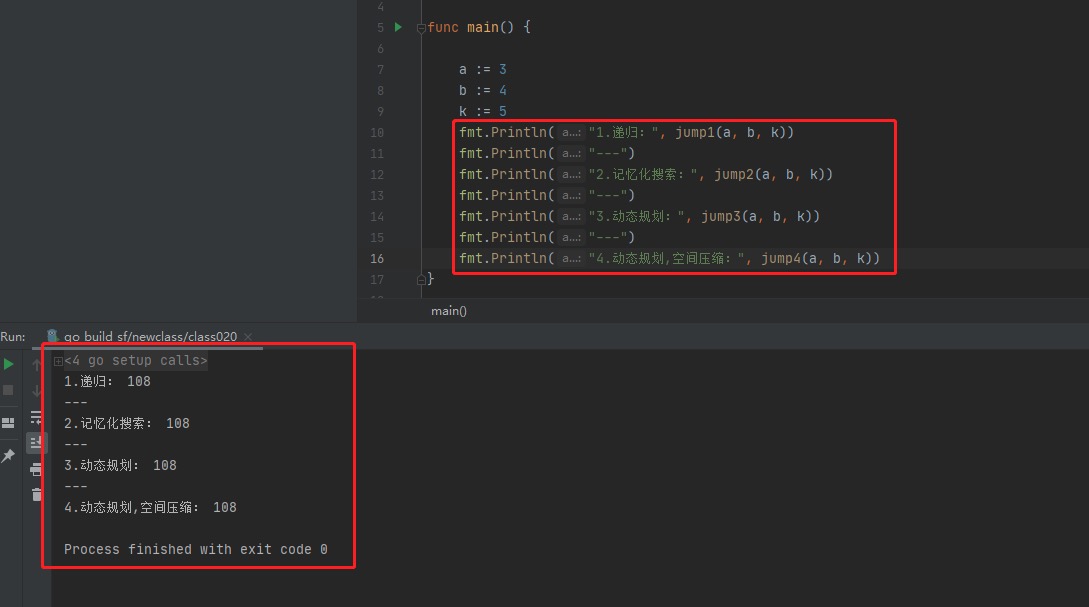 4
5 func main() {
6
7 a := 3
8 b := 4
9 k := 5
10 fmt.Println( a...: "1.递归：", jump1(a, b, k))
11 fmt.Println( a...: "---")
12 fmt.Println( a...: "2.记忆化搜索：", jump2(a, b, k))
13 fmt.Println( a...: "---")
14 fmt.Println( a...: "3.动态规划：", jump3(a, b, k))
15 fmt.Println( a...: "---")
16 fmt.Println( a...: "4.动态规划,空间压缩：", jump4(a, b, k))
17 }
main()
Run: go build sf/newclass/class020
<4 go setup calls>
1.递归： 108
---
2.记忆化搜索： 108
---
3.动态规划： 108
---
4.动态规划,空间压缩： 108
Process finished with exit code 0